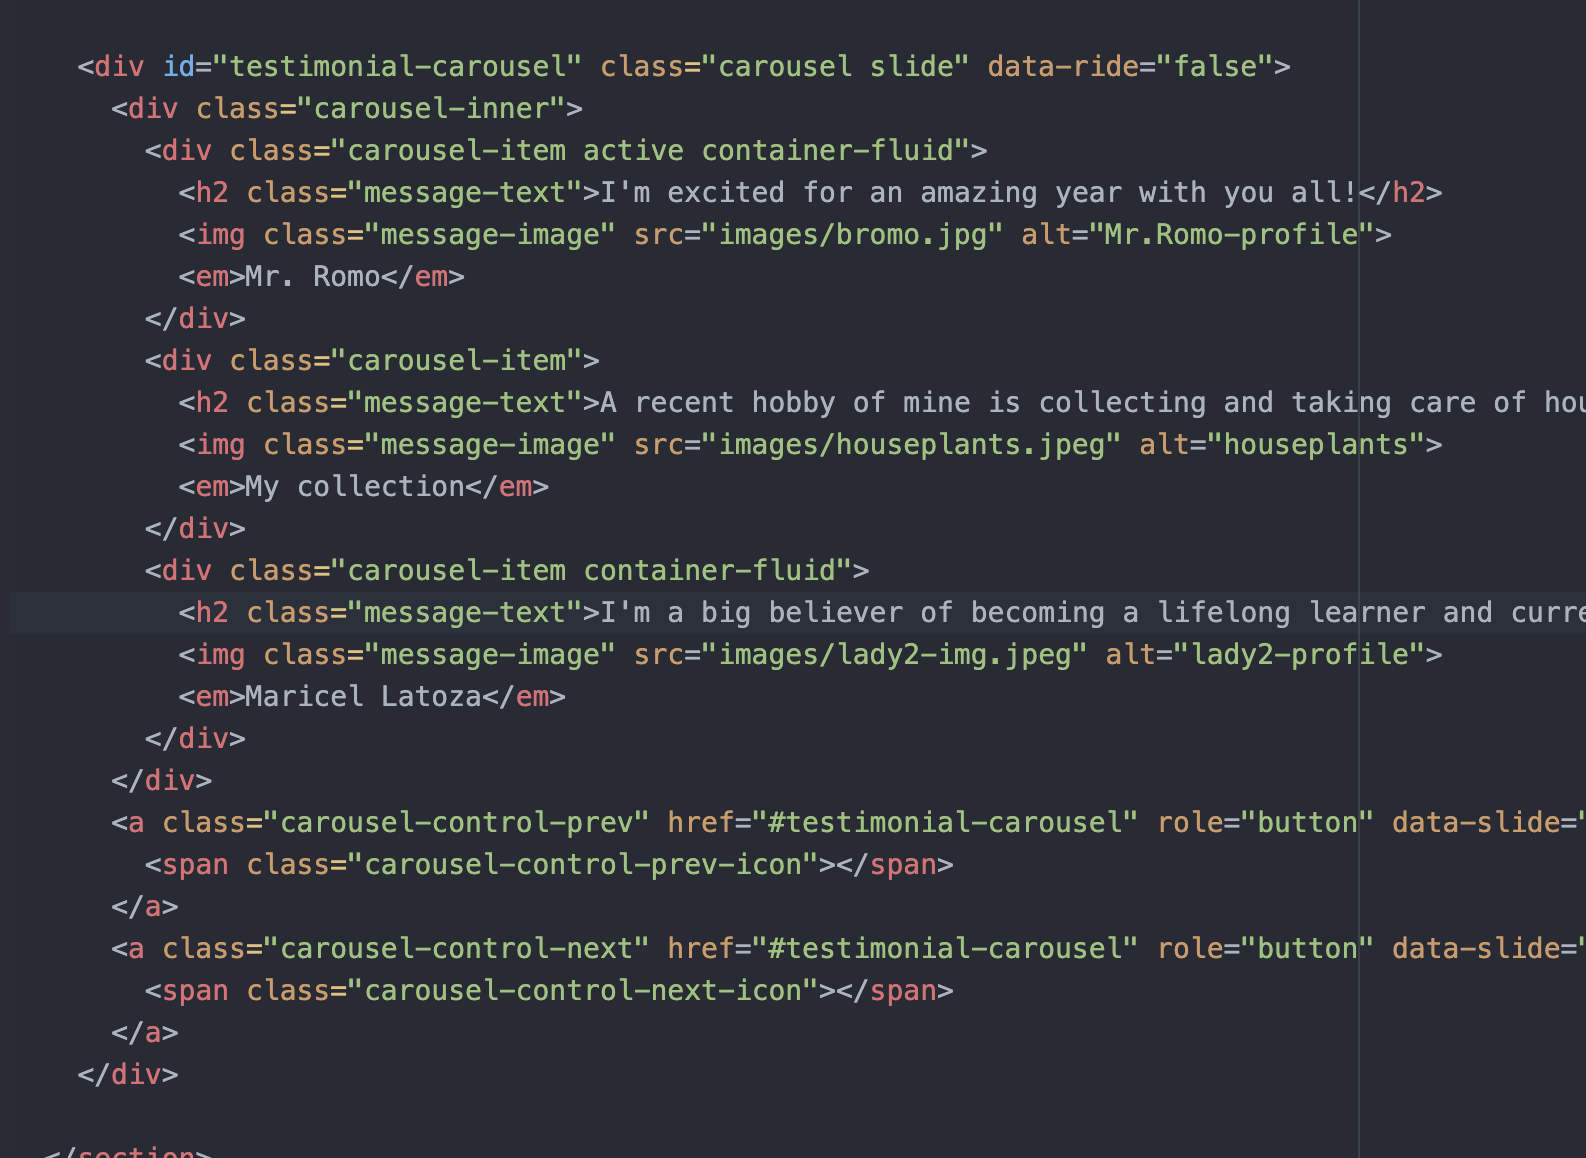 <div id="testimonial-carousel" class="carousel slide" data-ride="false">
<div class="carousel-inner">
<div class="carousel-item active container-fluid">
<h2 class="message-text">I'm excited for an amazing year with you all!</h2>
<img class="message-image" src="images/bromo.jpg" alt="Mr.Romo-profile">
<em>Mr. Romo</em>
</div>
<div class="carousel-item">
<h2 class="message-text">A recent hobby of mine is collecting and taking care of
<img class="message-image" src="images/houseplants.jpeg" alt="houseplants">
<em>My collection</em>
</div>
<div class="carousel-item container-fluid">
<h2 class="message-text">I'm a big believer of becoming a lifelong learner and
<img class="message-image" src="images/lady2-img.jpeg" alt="lady2-profile">
<em>Maricel Latoza</em>
</div>
</div>
<a class="carousel-control-prev" href="#testimonial-carousel" role="button" data-slide="
<span class="carousel-control-prev-icon"></span>
</a>
<a class="carousel-control-next" href="#testimonial-carousel" role="button" data-slide="
<span class="carousel-control-next-icon"></span>
</a>
</div>
</section>